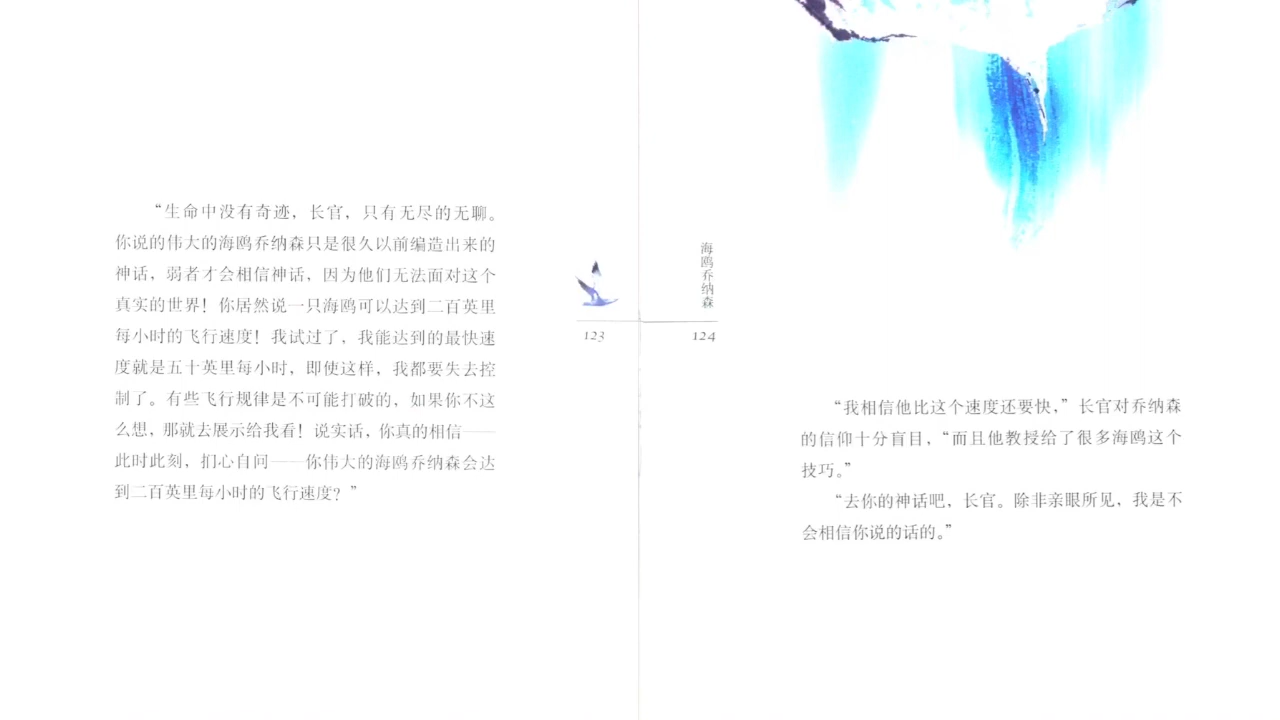 “生命中没有奇迹，长官，只有无尽的无聊。
你说的伟大的海鸥乔纳森只是很久以前编造出来的
神话，弱者才会相信神话，因为他们无法面对这个
真实的世界！你居然说一只海鸥可以达到二百英里
每小时的飞行速度！我试过了，我能达到的最快速
度就是五十英里每小时，即使这样，我都要失去控
制了。有些飞行规律是不可能打破的，如果你不这
么想，那就去展示给我看！说实话，你真的相信——
此时此刻，扪心自问——你伟大的海鸥乔纳森会达
到二百英里每小时的飞行速度？”
123
海鸥乔纳森
124
“我相信他比这个速度还要快，”长官对乔纳森
的信仰十分盲目，“而且他教授给了很多海鸥这个
技巧。”
“去你的神话吧，长官。除非亲眼所见，我是不
会相信你说的话的。”